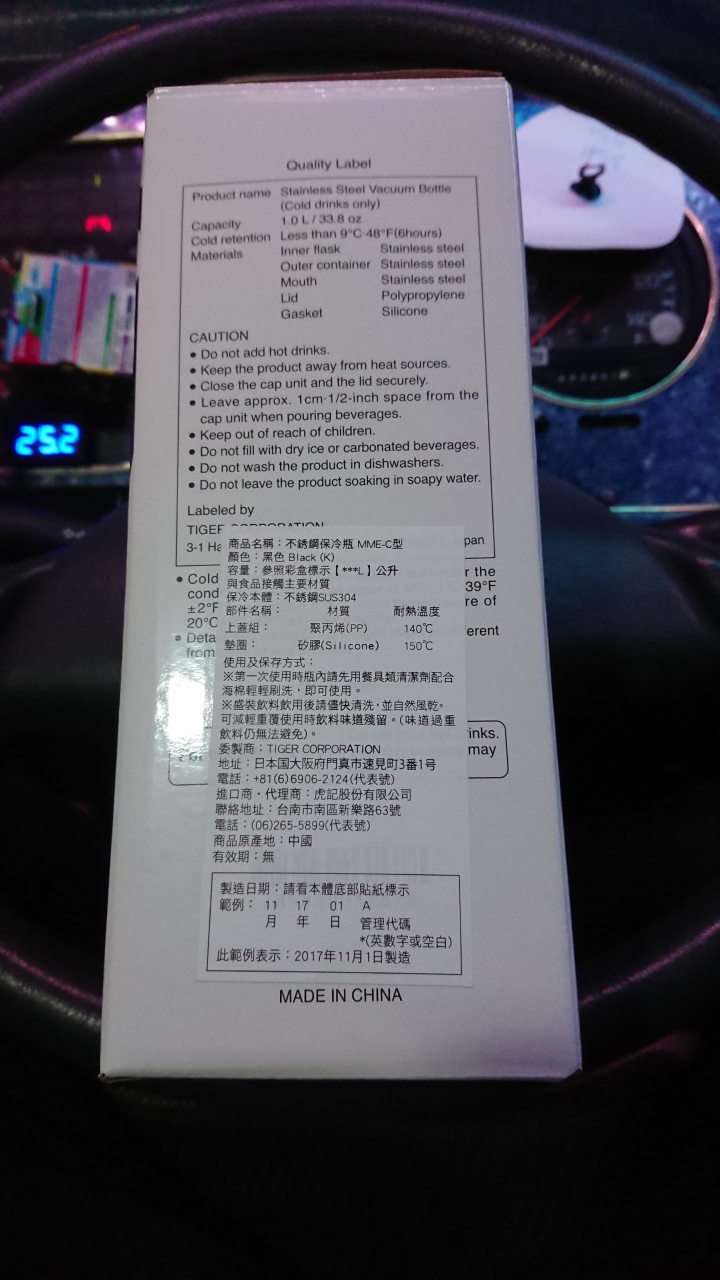 Quality Label
Product name Stainless Steel Vacuum Bottle
(Cold drinks only)
Capacity 1.0 L / 33.8 oz
Cold retention Less than 9°C·48°F(6hours)
Materials Inner flask Stainless steel
Outer container Stainless steel
Mouth Stainless steel
Lid Polypropylene
Gasket Silicone
CAUTION
● Do not add hot drinks.
● Keep the product away from heat sources.
● Close the cap unit and the lid securely.
● Leave approx. 1cm·1/2-inch space from the
cap unit when pouring beverages.
● Keep out of reach of children.
● Do not fill with dry ice or carbonated beverages.
● Do not wash the product in dishwashers.
● Do not leave the product soaking in soapy water.
Labeled by
TIGER CORPORATION
3-1 Ha pan
● Cold r the
cond 39°F
±2°F re of
20°C
● Deta erent
from
inks.
may
商品名稱：不銹鋼保冷瓶 MME-C型
顏色：黑色 Black (K)
容量：參照彩盒標示【***L】公升
與食品接觸主要材質
保冷本體：不銹鋼SUS304
部件名稱： 材質 耐熱溫度
上蓋組： 聚丙烯(PP) 140℃
墊圈： 矽膠(Silicone) 150℃
使用及保存方式：
※第一次使用時瓶內請先用餐具類清潔劑配合
海棉輕輕刷洗，即可使用。
※盛裝飲料飲用後請儘快清洗，並自然風乾。
可減輕重覆使用時飲料味道殘留。(味道過重
飲料仍無法避免)。
委製商：TIGER CORPORATION
地址：日本国大阪府門真市速見町3番1号
電話：+81(6)6906-2124(代表號)
進口商・代理商：虎記股份有限公司
聯絡地址：台南市南區新樂路63號
電話：(06)265-5899(代表號)
商品原產地：中國
有效期：無
製造日期：請看本體底部貼紙標示
範例： 11 17 01 A
月 年 日 管理代碼
*(英數字或空白)
此範例表示：2017年11月1日製造
MADE IN CHINA
25.2